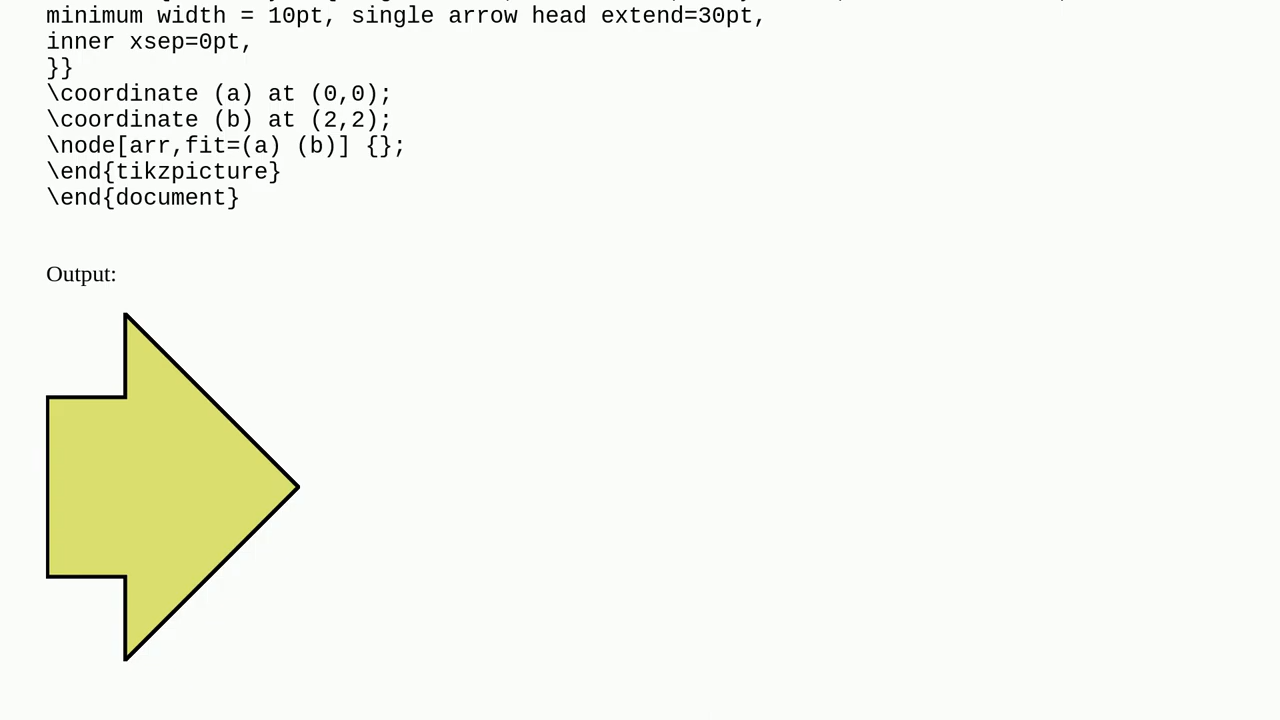 minimum width = 10pt, single arrow head extend=30pt,
inner xsep=0pt,
}}
\coordinate (a) at (0,0);
\coordinate (b) at (2,2);
\node[arr,fit=(a) (b)] {};
\end{tikzpicture}
\end{document}
Output: